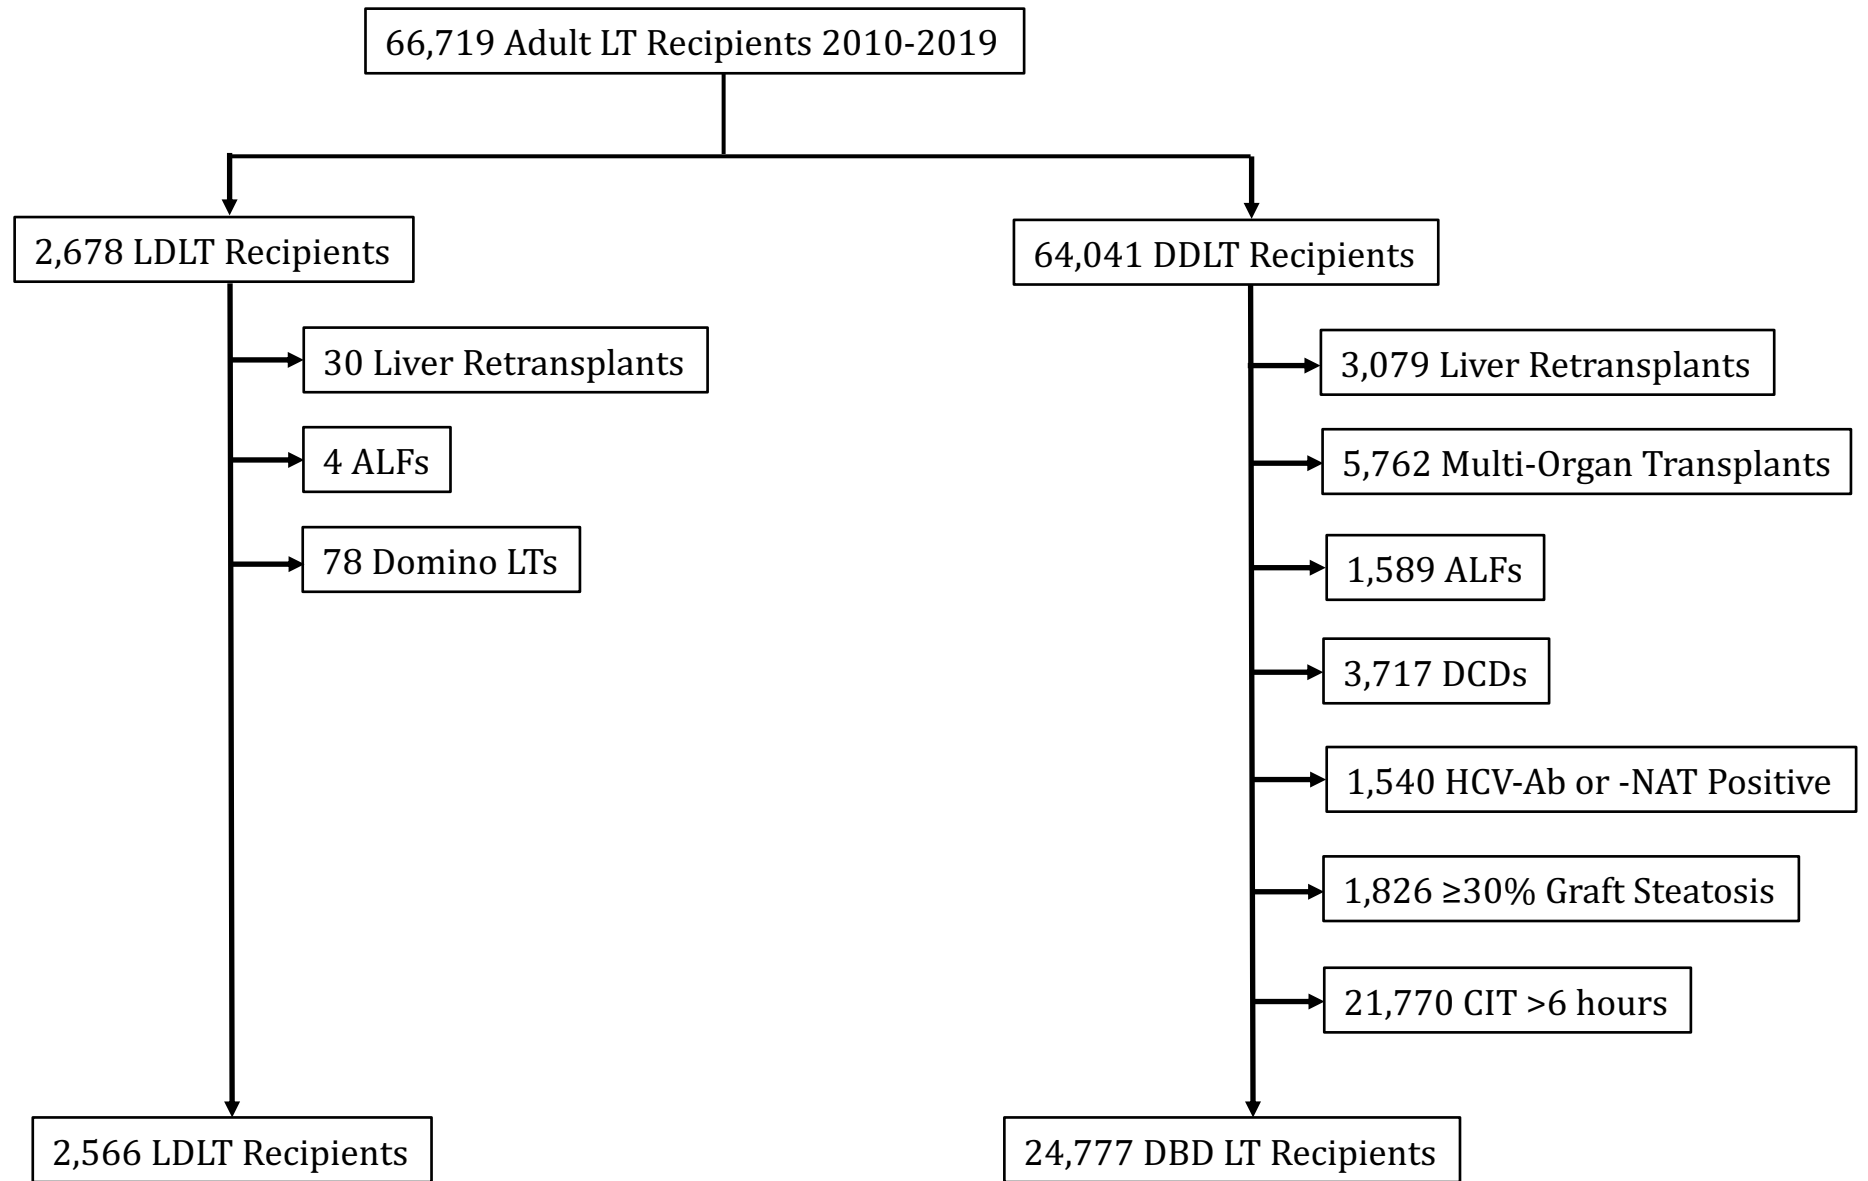 66,719 Adult LT Recipients 2010-2019
2,678 LDLT Recipients
64,041 DDLT Recipients
30 Liver Retransplants
3,079 Liver Retransplants
4 ALFs
5,762 Multi-Organ Transplants
78 Domino LTs
1,589 ALFs
3,717 DCDs
1,540 HCV-Ab or -NAT Positive
1,826 ≥30% Graft Steatosis
21,770 CIT >6 hours
2,566 LDLT Recipients
24,777 DBD LT Recipients